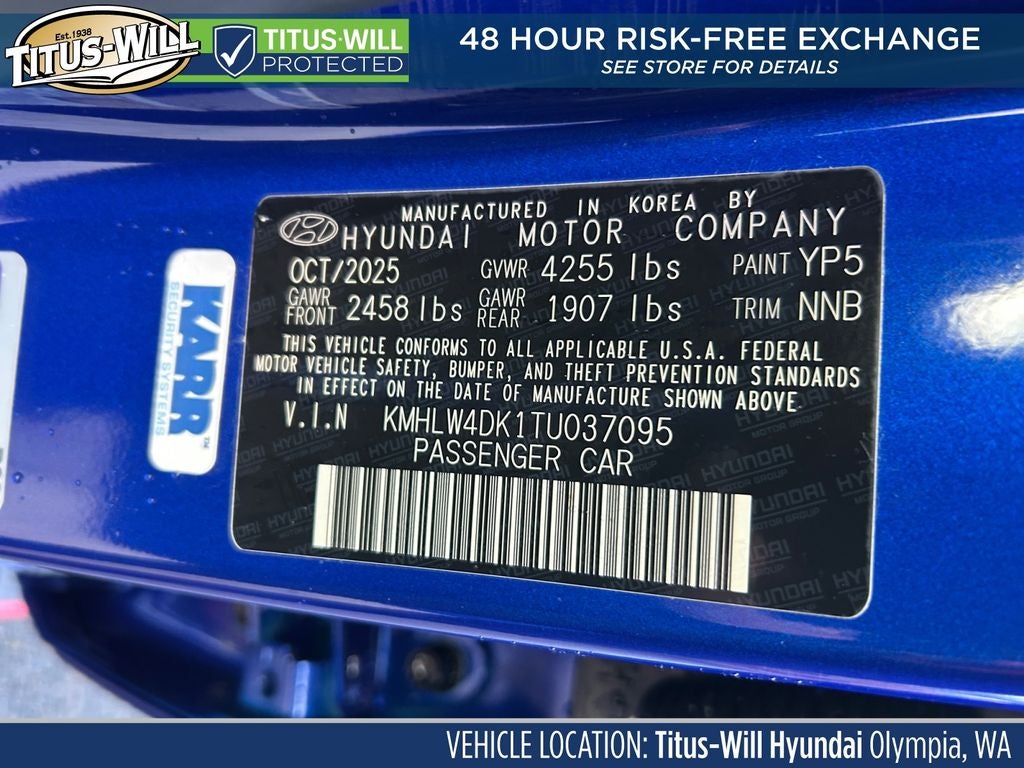 Est. 1938
TITUS-WILL
TITUS-WILL
PROTECTED
48 HOUR RISK-FREE EXCHANGE
SEE STORE FOR DETAILS
KARR™
SECURITY SYSTEMS
MANUFACTURED IN KOREA BY
HYUNDAI MOTOR COMPANY
OCT/2025 GVWR 4255 lbs PAINT YP5
GAWR FRONT 2458 lbs GAWR REAR 1907 lbs TRIM NNB
THIS VEHICLE CONFORMS TO ALL APPLICABLE U.S.A. FEDERAL
MOTOR VEHICLE SAFETY, BUMPER, AND THEFT PREVENTION STANDARDS
IN EFFECT ON THE DATE OF MANUFACTURE SHOWN ABOVE
V.I.N KMHLW4DK1TU037095
PASSENGER CAR
HYUNDAI
MOTOR GROUP
VEHICLE LOCATION: Titus-Will Hyundai Olympia, WA